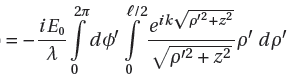 = - \frac{iE_0}{\lambda} \int_0^{2\pi} d\phi' \int_0^{\ell/2} \frac{e^{ik\sqrt{\rho'^2+z^2}}}{\sqrt{\rho'^2+z^2}} \rho' \, d\rho'